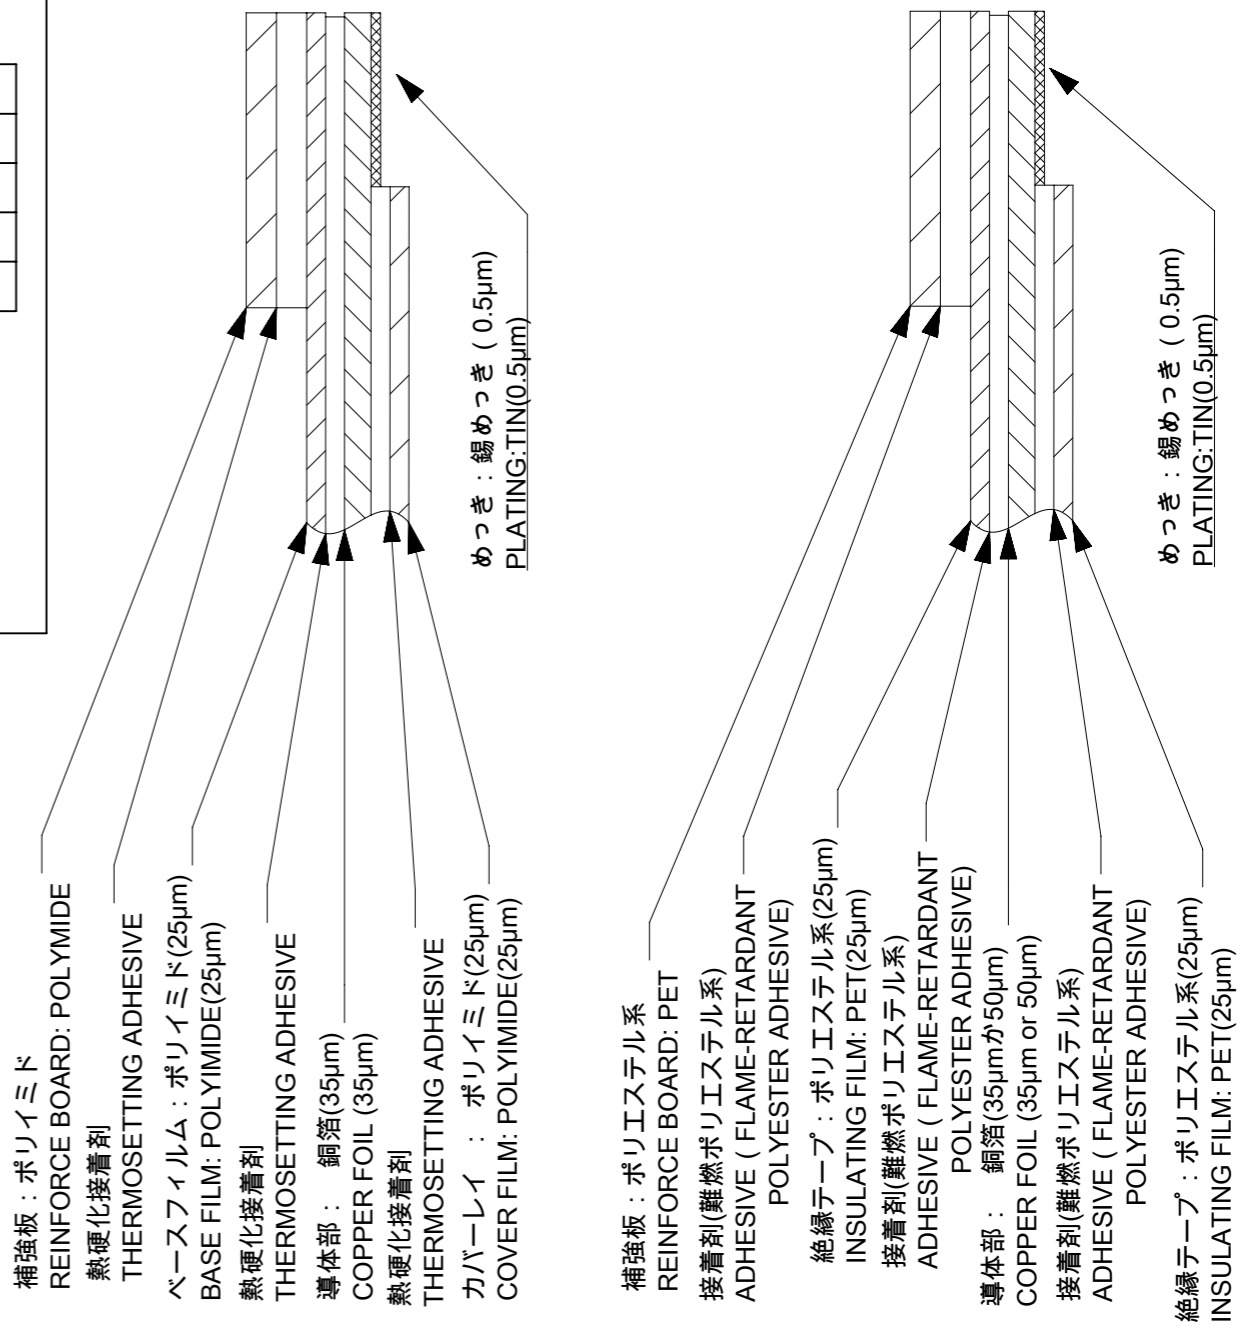 補強板：ポリイミド
REINFORCE BOARD: POLYMIDE
熱硬化接着剤
THERMOSETTING ADHESIVE
ベースフィルム：ポリイミド(25μm)
BASE FILM: POLYIMIDE(25μm)
熱硬化接着剤
THERMOSETTING ADHESIVE
導体部： 銅箔(35μm)
COPPER FOIL (35μm)
熱硬化接着剤
THERMOSETTING ADHESIVE
カバーレイ ： ポリイミド(25μm)
COVER FILM: POLYIMIDE(25μm)
めっき：錫めっき ( 0.5μm)
PLATING:TIN(0.5μm)
補強板：ポリエステル系
REINFORCE BOARD: PET
接着剤(難燃ポリエステル系)
ADHESIVE ( FLAME-RETARDANT
POLYESTER ADHESIVE)
絶縁テープ：ポリエステル系(25μm)
INSULATING FILM: PET(25μm)
接着剤(難燃ポリエステル系)
ADHESIVE ( FLAME-RETARDANT
POLYESTER ADHESIVE)
導体部： 銅箔(35μmか50μm)
COPPER FOIL (35μm or 50μm)
接着剤(難燃ポリエステル系)
ADHESIVE ( FLAME-RETARDANT
POLYESTER ADHESIVE)
絶縁テープ：ポリエステル系(25μm)
INSULATING FILM: PET(25μm)
めっき：錫めっき ( 0.5μm)
PLATING:TIN(0.5μm)